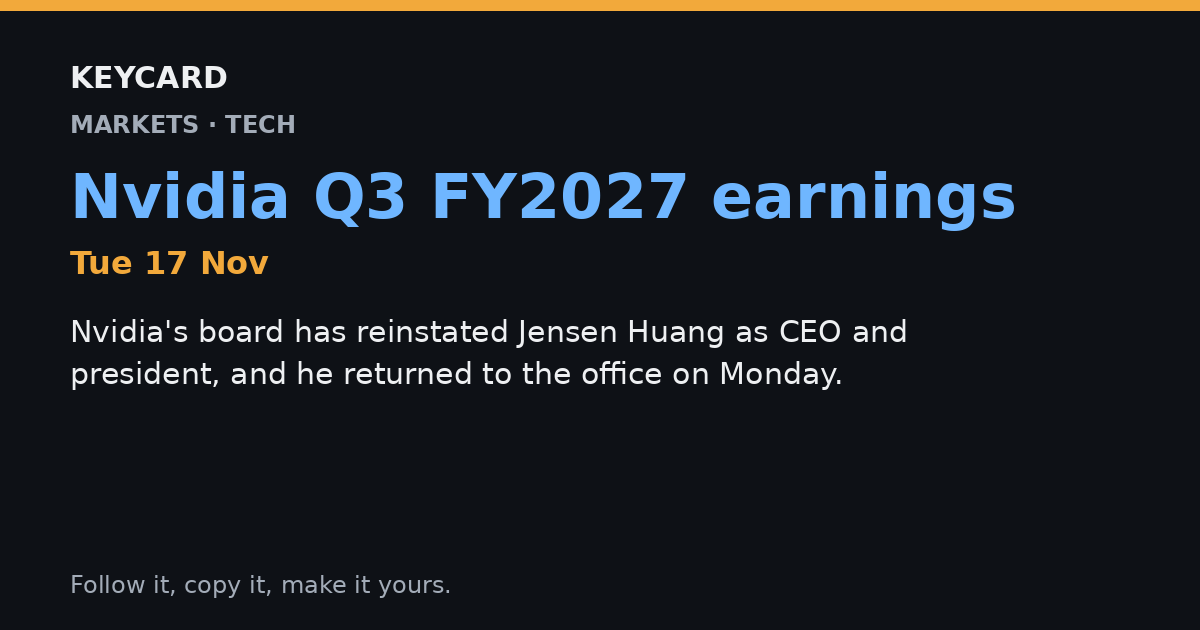 KEYCARD
MARKETS · TECH
Nvidia Q3 FY2027 earnings
Tue 17 Nov
Nvidia's board has reinstated Jensen Huang as CEO and
president, and he returned to the office on Monday.
Follow it, copy it, make it yours.